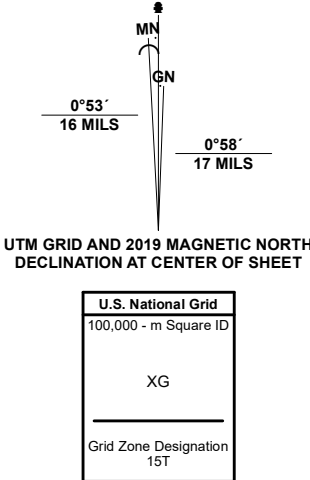 MN
GN
0°53´
16 MILS
0°58´
17 MILS
UTM GRID AND 2019 MAGNETIC NORTH
DECLINATION AT CENTER OF SHEET
U.S. National Grid
100,000 - m Square ID
XG
Grid Zone Designation
15T